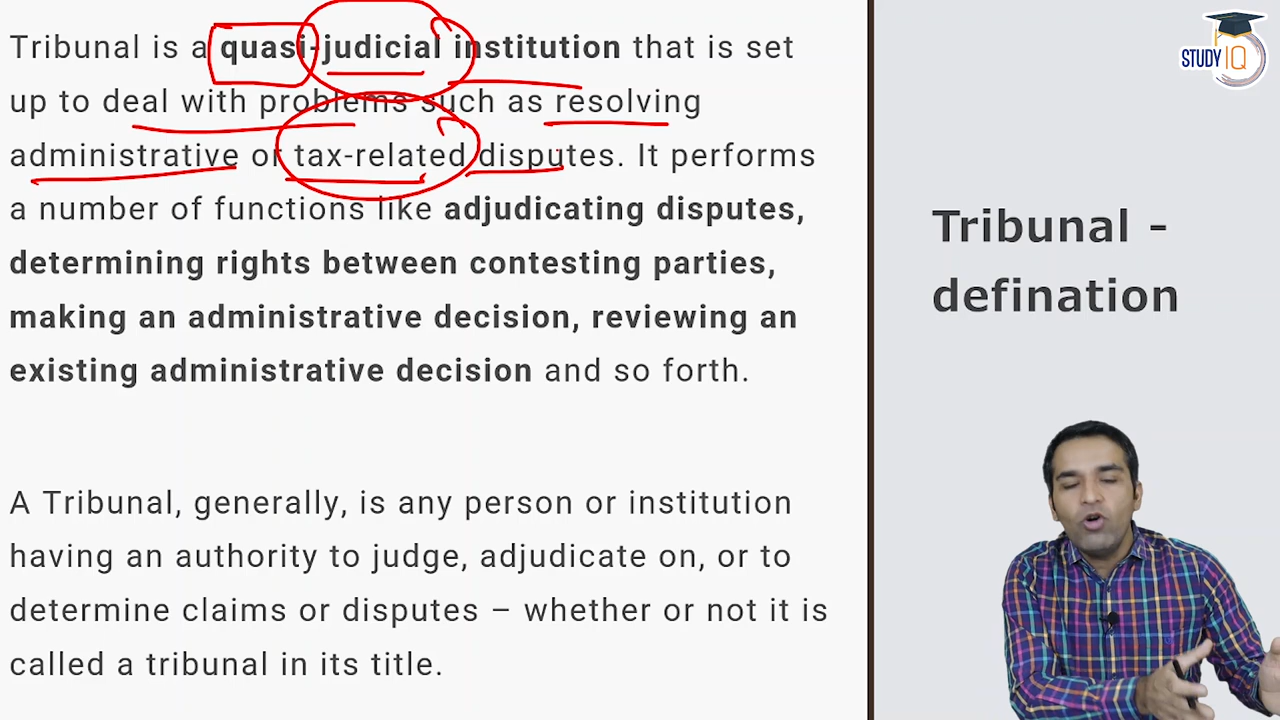 Tribunal is a quasi-judicial institution that is set
up to deal with problems such as resolving
administrative or tax-related disputes. It performs
a number of functions like adjudicating disputes,
determining rights between contesting parties,
making an administrative decision, reviewing an
existing administrative decision and so forth.
A Tribunal, generally, is any person or institution
having an authority to judge, adjudicate on, or to
determine claims or disputes – whether or not it is
called a tribunal in its title.
STUDY IQ
Tribunal -
defination